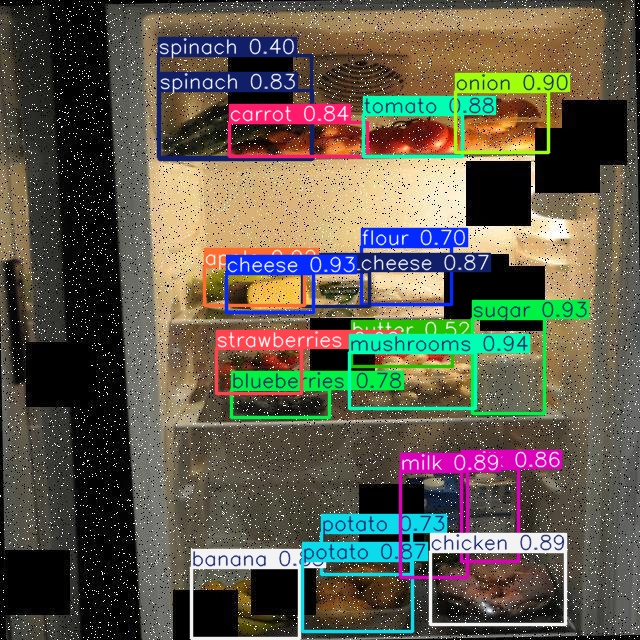 spinach 0.40
spinach 0.83
onion 0.90
tomato 0.88
carrot 0.84
flour 0.70
cheese 0.93
cheese 0.87
sugar 0.93
butter 0.52
strawberries
mushrooms 0.94
blueberries 0.78
milk 0.89
0.86
potato 0.73
chicken 0.89
potato 0.87
banana